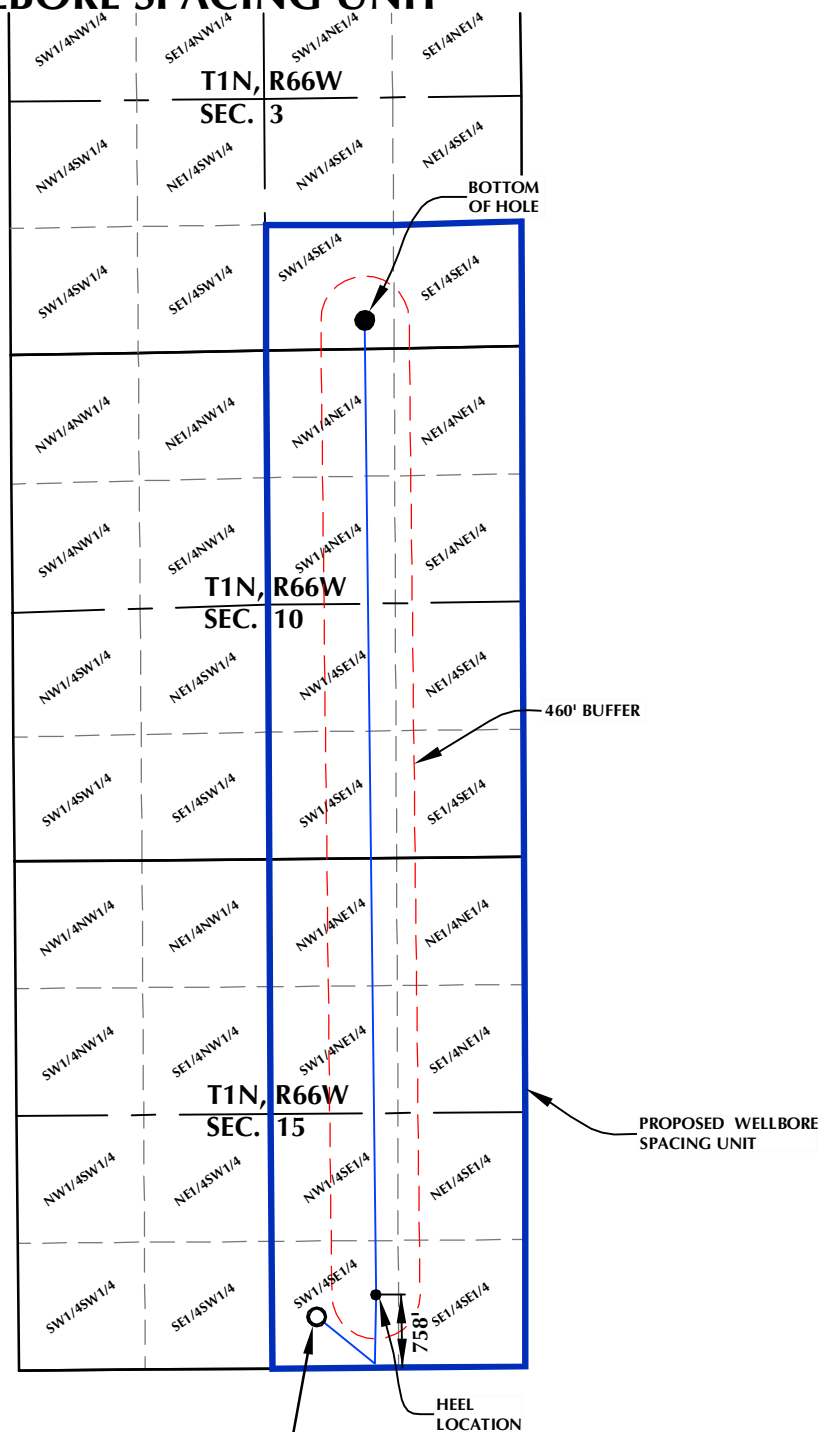 LBORE SPACING UNIT
SW1/4NW1/4
SE1/4NW1/4
SW1/4NE1/4
SE1/4NE1/4
T1N, R66W
SEC. 3
NW1/4SW1/4
NE1/4SW1/4
NW1/4SE1/4
NE1/4SE1/4
BOTTOM
OF HOLE
SW1/4SW1/4
SE1/4SW1/4
SW1/4SE1/4
SE1/4SE1/4
NW1/4NW1/4
NE1/4NW1/4
NW1/4NE1/4
NE1/4NE1/4
SW1/4NW1/4
SE1/4NW1/4
SW1/4NE1/4
SE1/4NE1/4
T1N, R66W
SEC. 10
NW1/4SW1/4
NE1/4SW1/4
NW1/4SE1/4
NE1/4SE1/4
460' BUFFER
SW1/4SW1/4
SE1/4SW1/4
SW1/4SE1/4
SE1/4SE1/4
NW1/4NW1/4
NE1/4NW1/4
NW1/4NE1/4
NE1/4NE1/4
SW1/4NW1/4
SE1/4NW1/4
SW1/4NE1/4
SE1/4NE1/4
T1N, R66W
SEC. 15
PROPOSED WELLBORE
SPACING UNIT
NW1/4SW1/4
NE1/4SW1/4
NW1/4SE1/4
NE1/4SE1/4
SW1/4SW1/4
SE1/4SW1/4
SW1/4SE1/4
758'
SE1/4SE1/4
HEEL
LOCATION